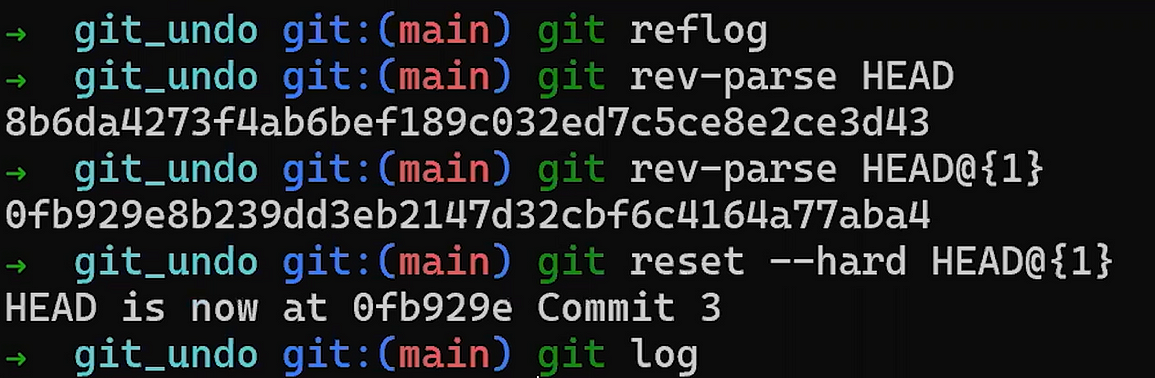 → git_undo git:(main) git reflog
→ git_undo git:(main) git rev-parse HEAD
8b6da4273f4ab6bef189c032ed7c5ce8e2ce3d43
→ git_undo git:(main) git rev-parse HEAD@{1}
0fb929e8b239dd3eb2147d32cbf6c4164a77aba4
→ git_undo git:(main) git reset --hard HEAD@{1}
HEAD is now at 0fb929e Commit 3
→ git_undo git:(main) git log